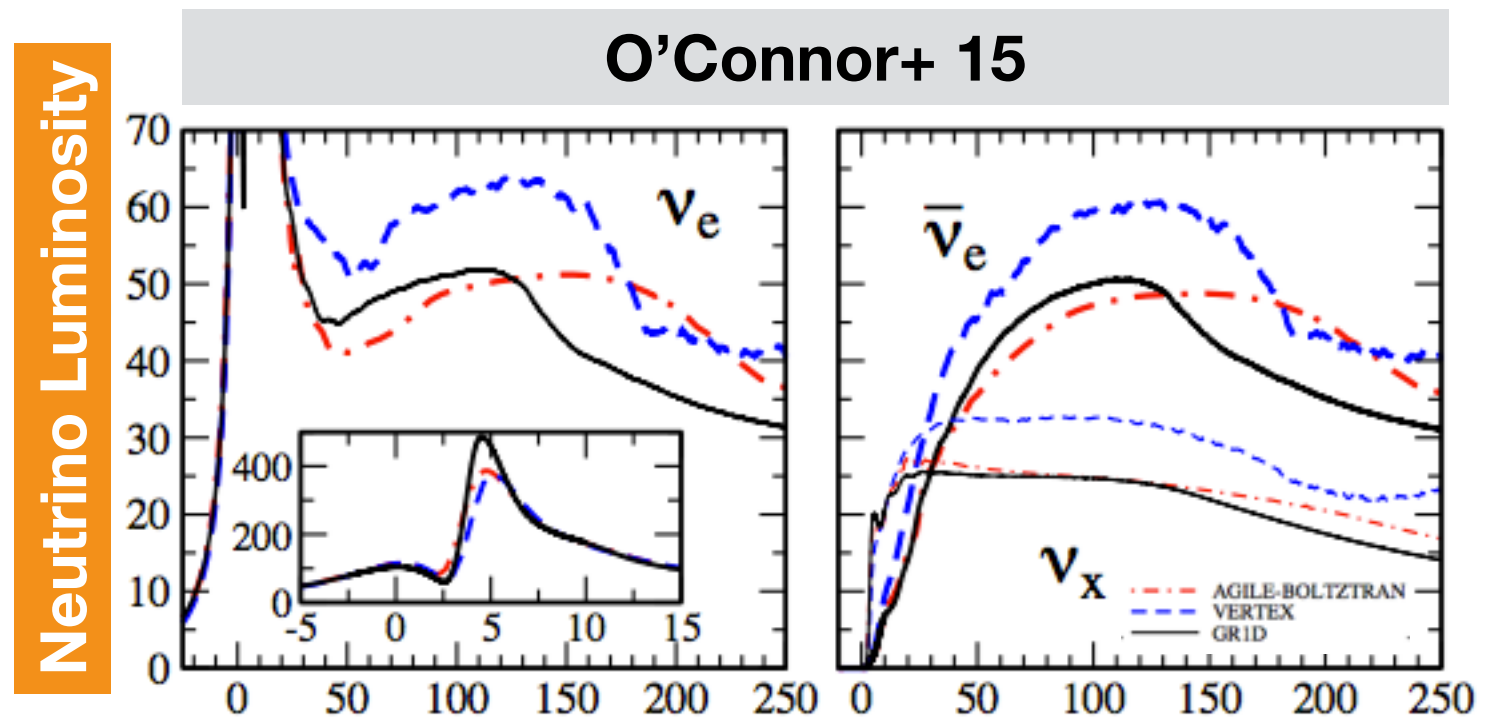 O'Connor+ 15
Neutrino Luminosity
70
60
50
40
30
20
10
0
νe
400
200
0
-5 0 5 10 15
0 50 100 150 200 250
ν̄e
νx
AGILE-BOLTZTRAN
VERTEX
GR1D
0 50 100 150 200 250